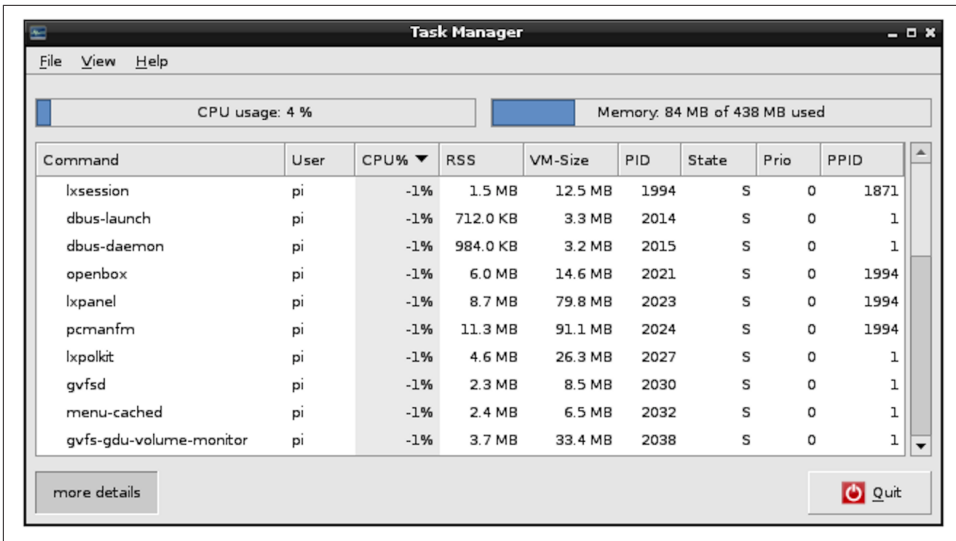 Task Manager
File View Help
CPU usage: 4 % Memory: 84 MB of 438 MB used
Command User CPU% RSS VM-Size PID State Prio PPID
lxsession pi -1% 1.5 MB 12.5 MB 1994 S 0 1871
dbus-launch pi -1% 712.0 KB 3.3 MB 2014 S 0 1
dbus-daemon pi -1% 984.0 KB 3.2 MB 2015 S 0 1
openbox pi -1% 6.0 MB 14.6 MB 2021 S 0 1994
lxpanel pi -1% 8.7 MB 79.8 MB 2023 S 0 1994
pcmanfm pi -1% 11.3 MB 91.1 MB 2024 S 0 1994
lxpolkit pi -1% 4.6 MB 26.3 MB 2027 S 0 1
gvfsd pi -1% 2.3 MB 8.5 MB 2030 S 0 1
menu-cached pi -1% 2.4 MB 6.5 MB 2032 S 0 1
gvfs-gdu-volume-monitor pi -1% 3.7 MB 33.4 MB 2038 S 0 1
more details Quit